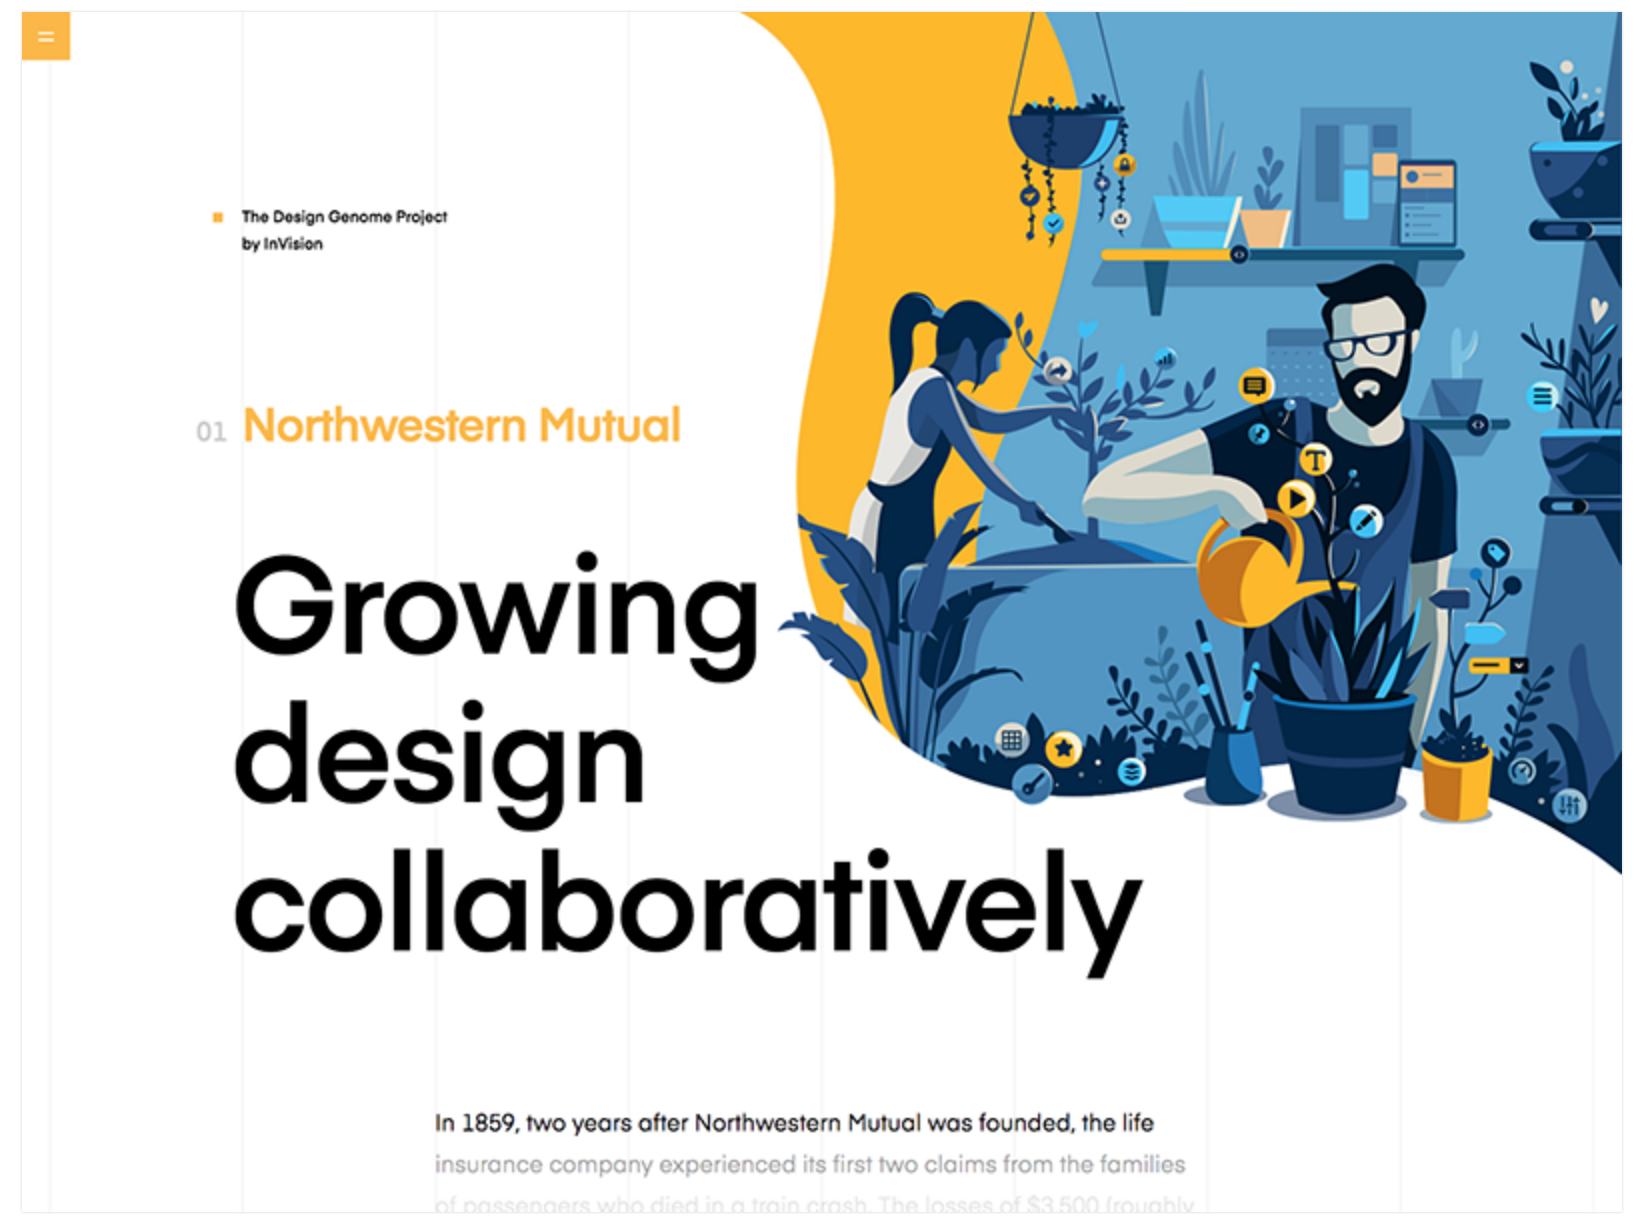 The Design Genome Project
by InVision
01 Northwestern Mutual
Growing
design
collaboratively
T
In 1859, two years after Northwestern Mutual was founded, the life
insurance company experienced its first two claims from the families
of passengers who died in a train crash. The losses of $3,500 (roughly